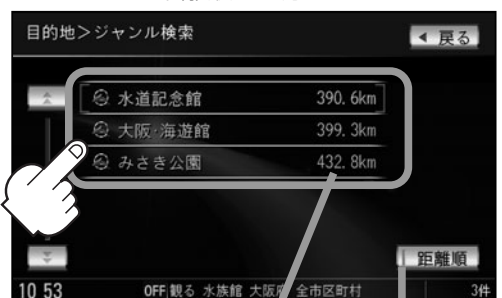 目的地>ジャンル検索 ◀ 戻る
水道記念館 390.6km
大阪・海遊館 399.3km
みさき公園 432.8km
距離順
10 53 OFF 観る 水族館 大阪府 全市区町村 3件